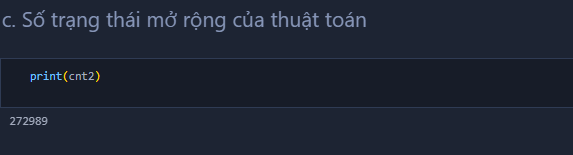 c. Số trạng thái mở rộng của thuật toán
print(cnt2)
272989